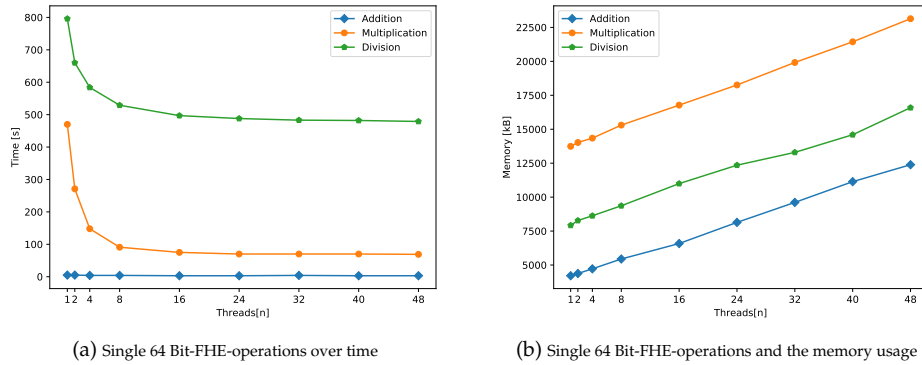 800
700
600
500
400
300
200
100
0
Time [s]
1 2 4 8 16 24 32 40 48
Threads[n]
Addition
Multiplication
Division
(a) Single 64 Bit-FHE-operations over time
22500
20000
17500
15000
12500
10000
7500
5000
Memory [kB]
1 2 4 8 16 24 32 40 48
Threads[n]
Addition
Multiplication
Division
(b) Single 64 Bit-FHE-operations and the memory usage